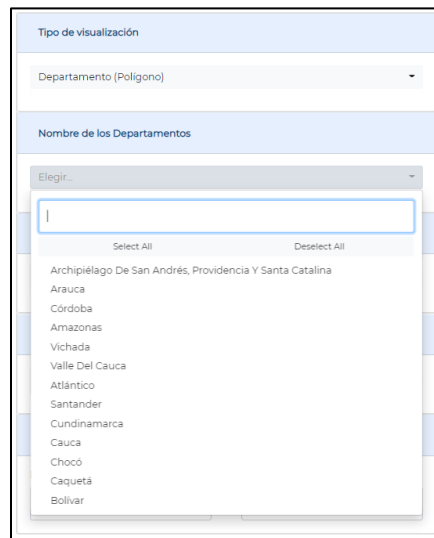 Tipo de visualización
Departamento (Polígono)
Nombre de los Departamentos
Elegir...
Select All Deselect All
Archipiélago De San Andrés, Providencia Y Santa Catalina
Arauca
Córdoba
Amazonas
Vichada
Valle Del Cauca
Atlántico
Santander
Cundinamarca
Cauca
Chocó
Caquetá
Bolívar